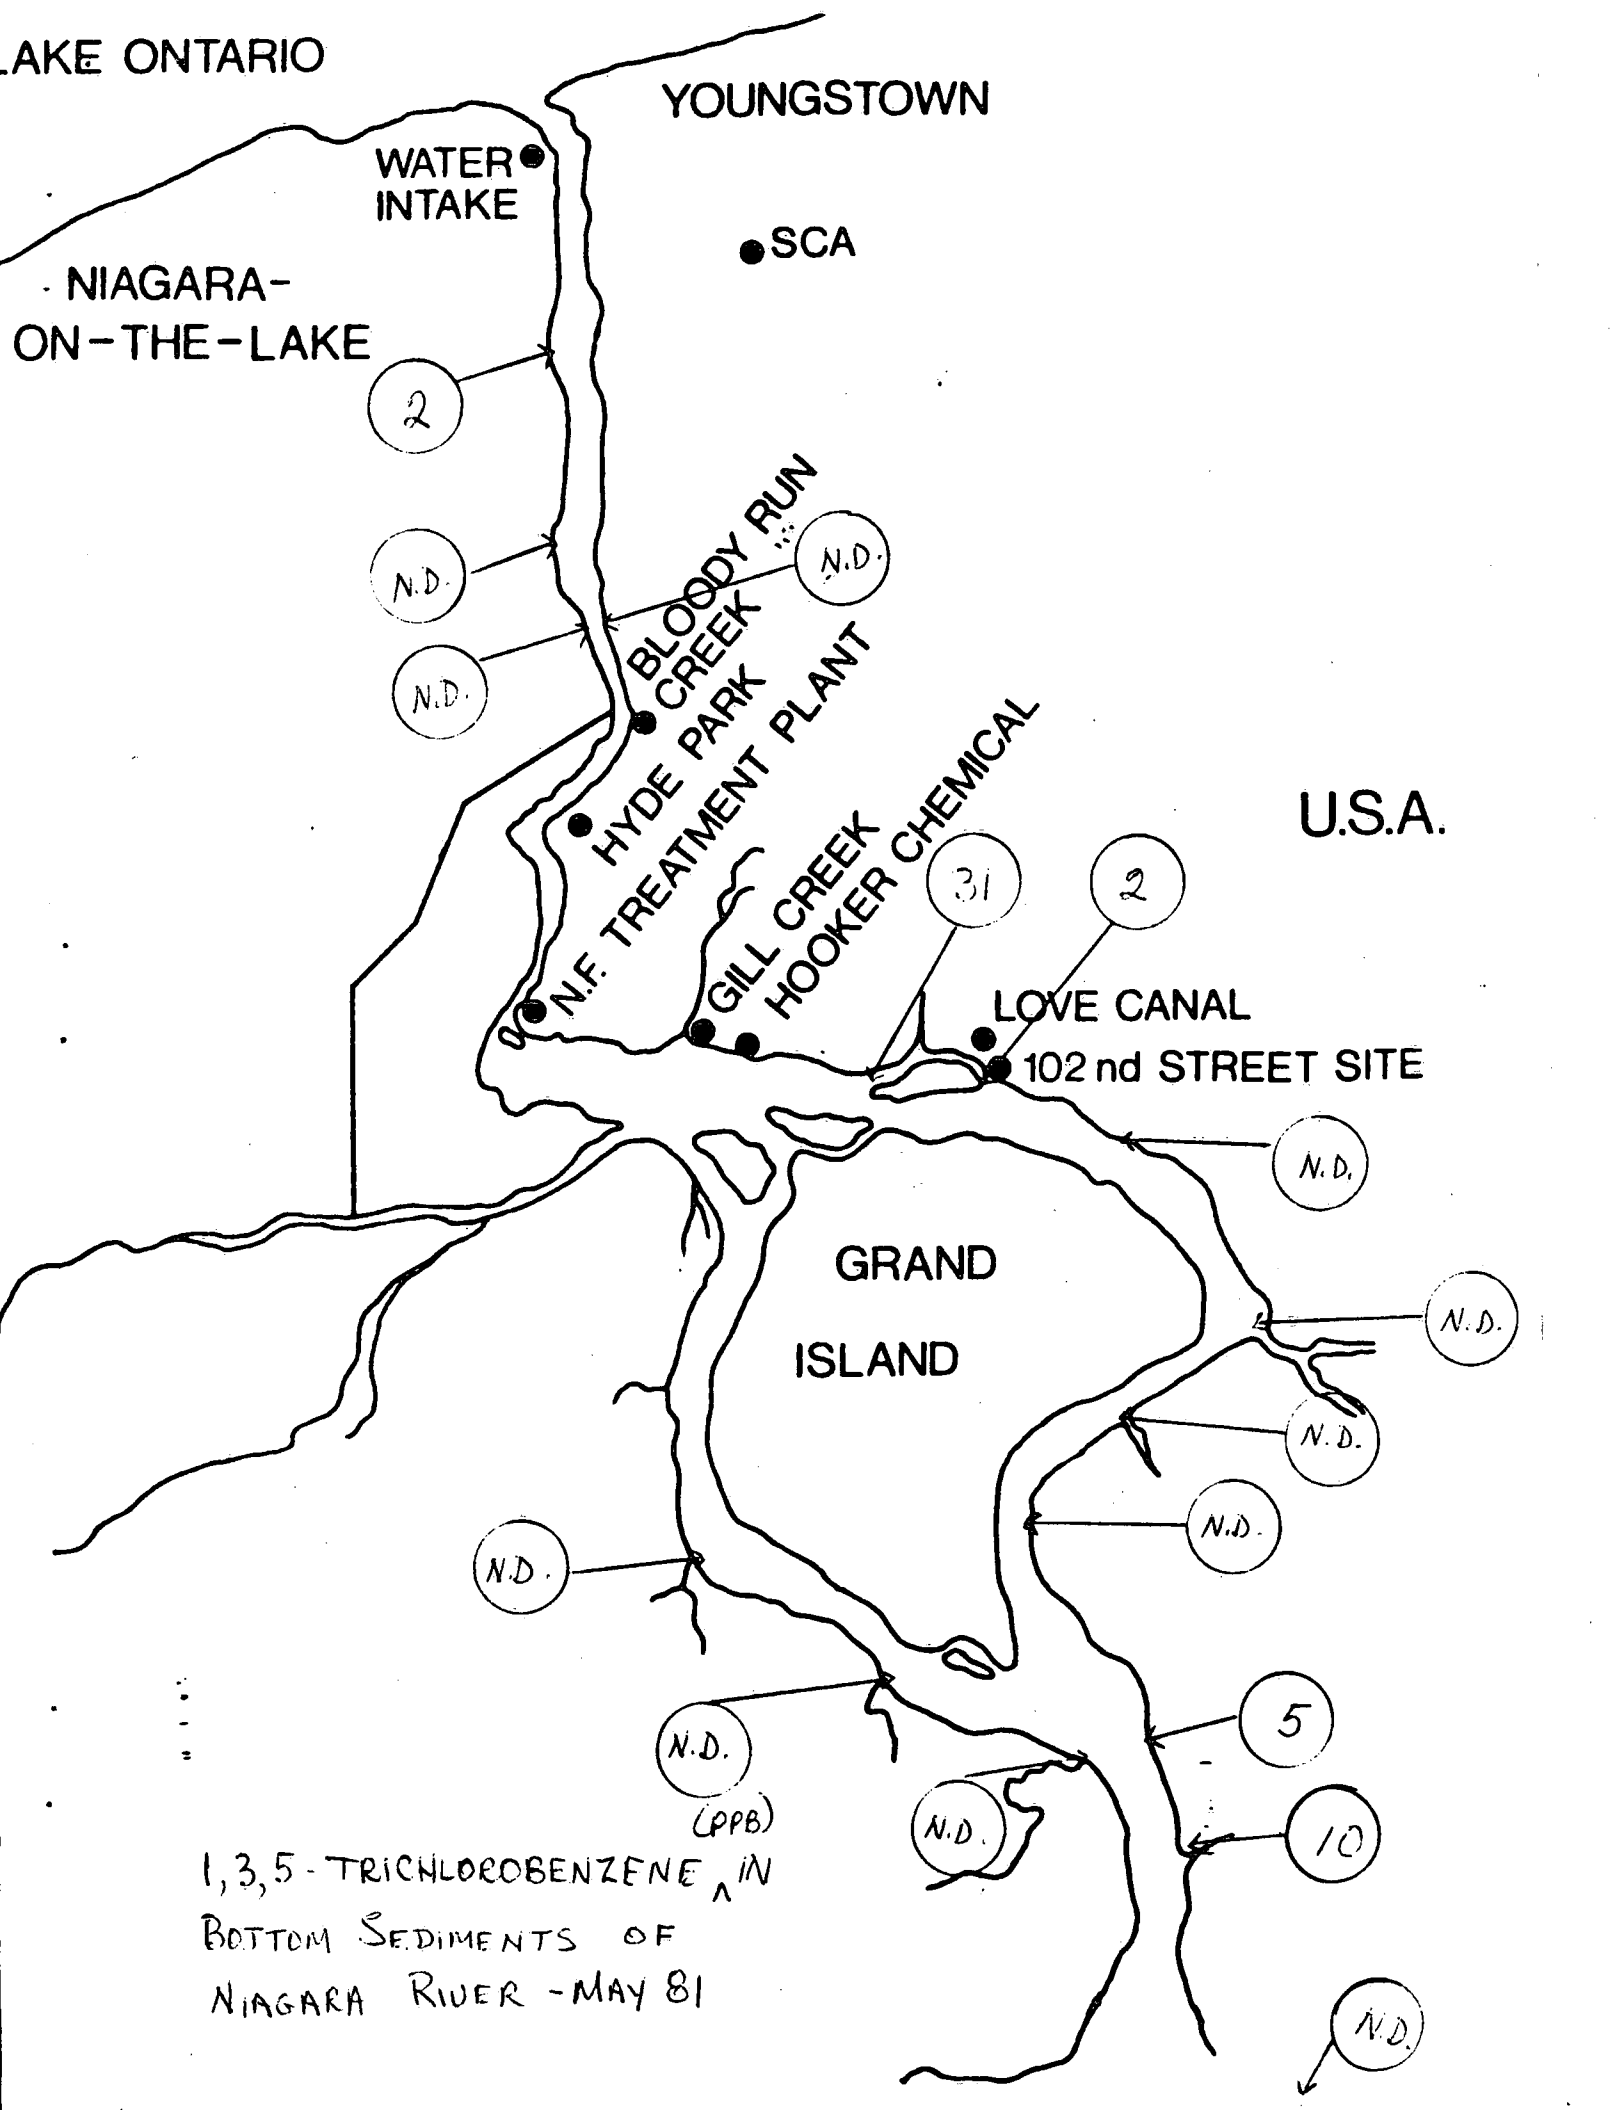 LAKE ONTARIO
YOUNGSTOWN
WATER
INTAKE
SCA
NIAGARA-
ON-THE-LAKE
2
N.D.
N.D.
N.D.
BLOODY RUN
CREEK
HYDE PARK
N.F. TREATMENT PLANT
GILL CREEK
HOOKER CHEMICAL
U.S.A.
31
2
LOVE CANAL
102nd STREET SITE
N.D.
GRAND
ISLAND
N.D.
N.D.
N.D.
N.D.
N.D.
N.D.
5
10
(PPB)
1,3,5-TRICHLOROBENZENE ^ IN
BOTTOM SEDIMENTS OF
NIAGARA RIVER - MAY 81
N.D.